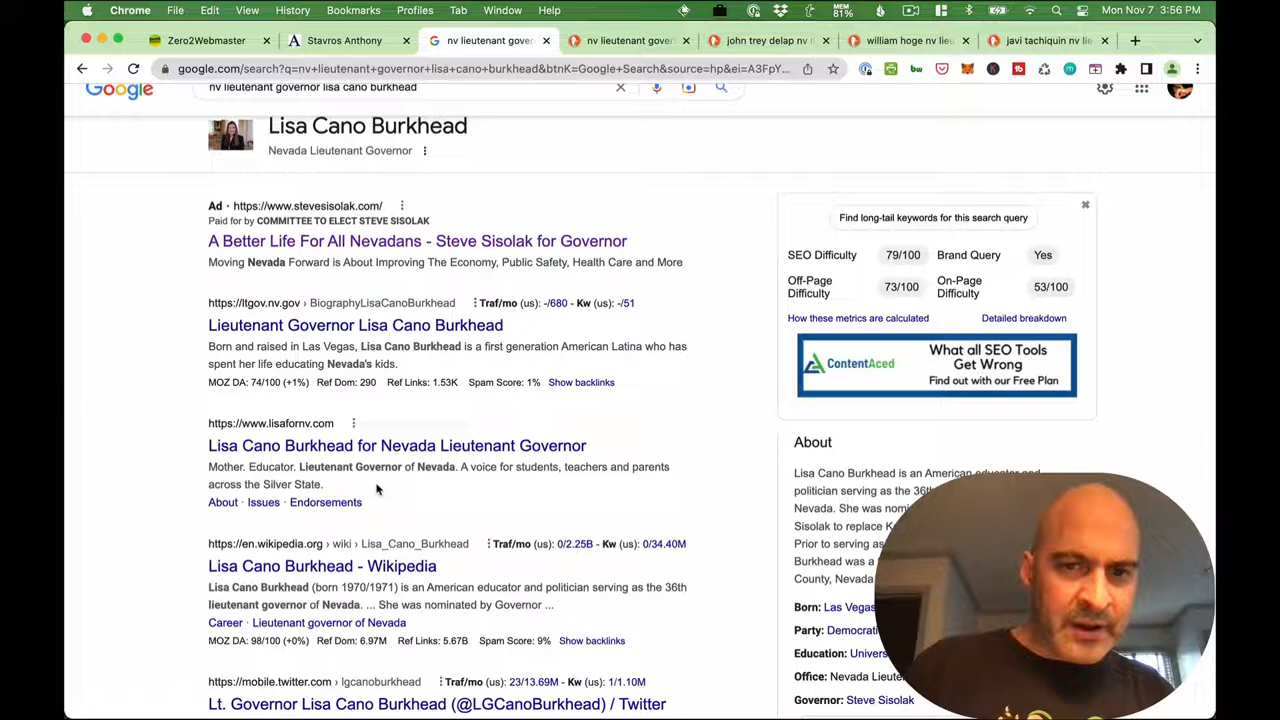 Chrome File Edit View History Bookmarks Profiles Tab Window Help MEM 81% Mon Nov 7 3:56 PM
Zero2Webmaster Stavros Anthony nv lieutenant gover nv lieutenant gover john trey delap nv li william hoge nv lieu javi tachiquin nv lie
google.com/search?q=nv+lieutenant+governor+lisa+cano+burkhead&btnK=Google+Search&source=hp&ei=A3FpY...
Google nv lieutenant governor lisa cano burkhead
Lisa Cano Burkhead
Nevada Lieutenant Governor
Ad · https://www.stevesisolak.com/
Paid for by COMMITTEE TO ELECT STEVE SISOLAK
A Better Life For All Nevadans - Steve Sisolak for Governor
Moving Nevada Forward is About Improving The Economy, Public Safety, Health Care and More
https://ltgov.nv.gov › BiographyLisaCanoBurkhead Traf/mo (us): -/680 - Kw (us): -/51
Lieutenant Governor Lisa Cano Burkhead
Born and raised in Las Vegas, Lisa Cano Burkhead is a first generation American Latina who has
spent her life educating Nevada's kids.
MOZ DA: 74/100 (+1%) Ref Dom: 290 Ref Links: 1.53K Spam Score: 1% Show backlinks
https://www.lisafornv.com
Lisa Cano Burkhead for Nevada Lieutenant Governor
Mother. Educator. Lieutenant Governor of Nevada. A voice for students, teachers and parents
across the Silver State.
About · Issues · Endorsements
https://en.wikipedia.org › wiki › Lisa_Cano_Burkhead Traf/mo (us): 0/2.25B - Kw (us): 0/34.40M
Lisa Cano Burkhead - Wikipedia
Lisa Cano Burkhead (born 1970/1971) is an American educator and politician serving as the 36th
lieutenant governor of Nevada. ... She was nominated by Governor ...
Career · Lieutenant governor of Nevada
MOZ DA: 98/100 (+0%) Ref Dom: 6.97M Ref Links: 5.67B Spam Score: 9% Show backlinks
https://mobile.twitter.com › lgcanoburkhead Traf/mo (us): 23/13.69M - Kw (us): 1/1.10M
Lt. Governor Lisa Cano Burkhead (@LGCanoBurkhead) / Twitter
Find long-tail keywords for this search query
SEO Difficulty 79/100 Brand Query Yes
Off-Page Difficulty 73/100 On-Page Difficulty 53/100
How these metrics are calculated Detailed breakdown
ContentAced
What all SEO Tools
Get Wrong
Find out with our Free Plan
About
Lisa Cano Burkhead is an American educator and
politician serving as the 36th
Nevada. She was nomi
Sisolak to replace K
Prior to serving as
Burkhead was a
County, Nevada
Born: Las Vegas
Party: Democrati
Education: Univers
Office: Nevada Lieute
Governor: Steve Sisolak